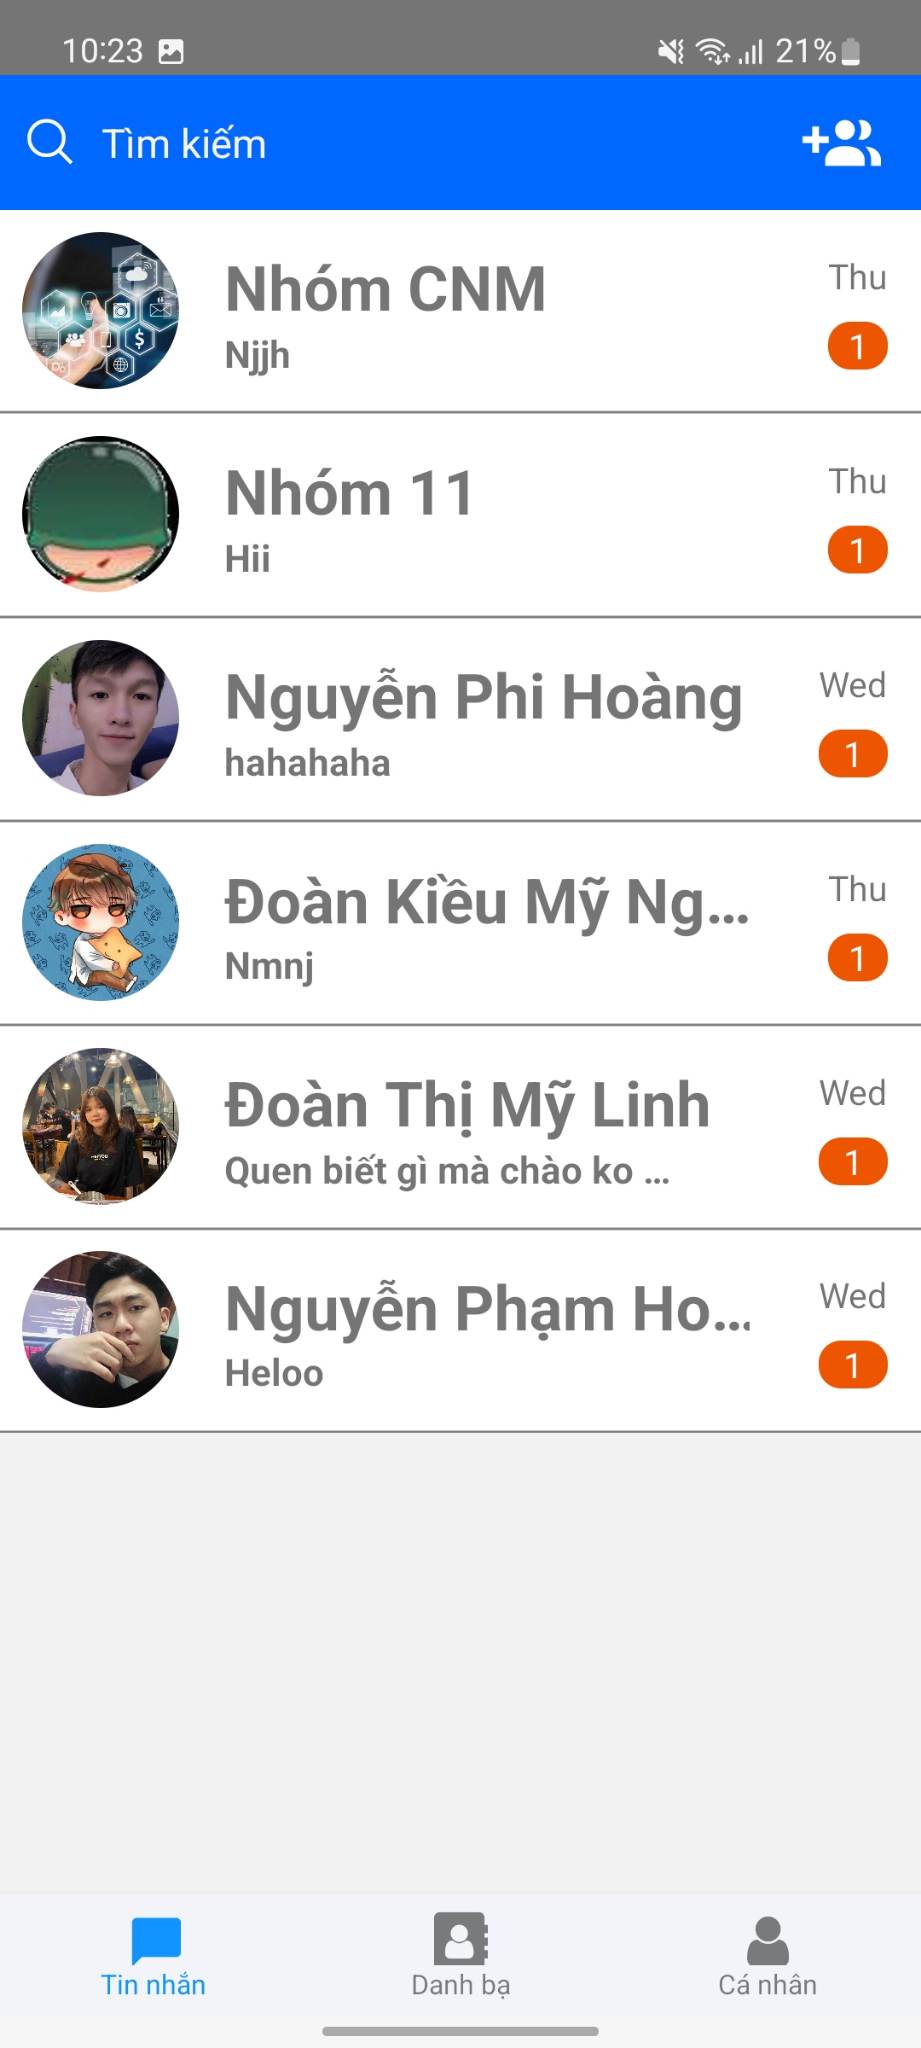 10:23
21%
Tìm kiếm
Nhóm CNM
Thu
Njjh
1
Nhóm 11
Thu
Hii
1
Nguyễn Phi Hoàng
Wed
hahahaha
1
Đoàn Kiều Mỹ Ng...
Thu
Nmnj
1
Đoàn Thị Mỹ Linh
Wed
Quen biết gì mà chào ko ...
1
Nguyễn Phạm Ho...
Wed
Heloo
1
Tin nhắn
Danh bạ
Cá nhân